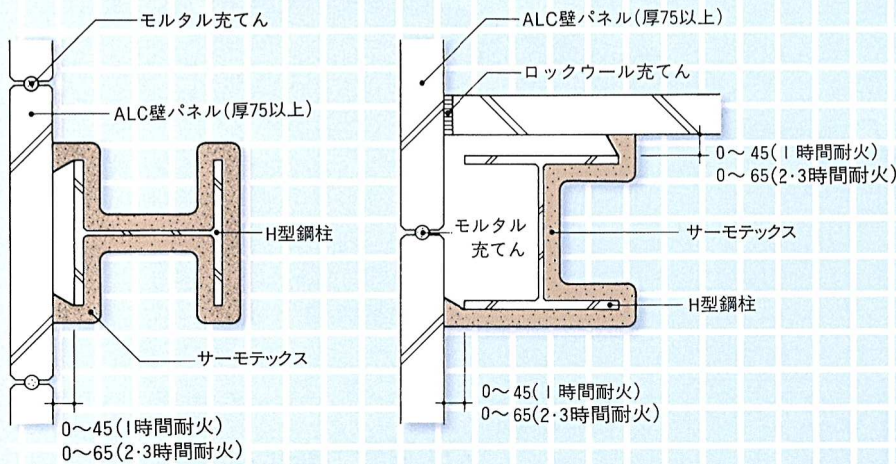 モルタル充てん
ALC壁パネル(厚75以上)
H型鋼柱
サーモテックス
0〜45(1時間耐火)
0〜65(2・3時間耐火)
ALC壁パネル(厚75以上)
ロックウール充てん
0〜45(1時間耐火)
0〜65(2・3時間耐火)
モルタル
充てん
サーモテックス
H型鋼柱
0〜45(1時間耐火)
0〜65(2・3時間耐火)